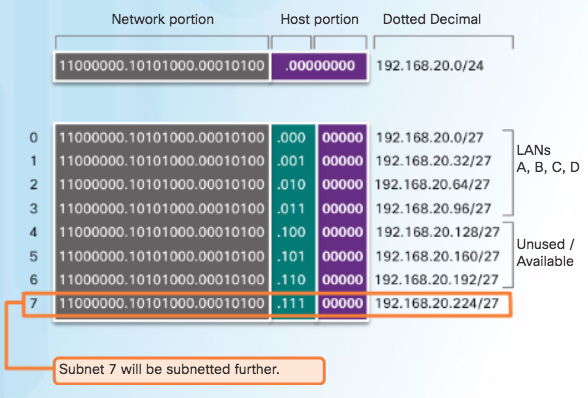 Network portion Host portion Dotted Decimal
11000000.10101000.00010100 .00000000 192.168.20.0/24
0 11000000.10101000.00010100 .000 00000 192.168.20.0/27
1 11000000.10101000.00010100 .001 00000 192.168.20.32/27
2 11000000.10101000.00010100 .010 00000 192.168.20.64/27
3 11000000.10101000.00010100 .011 00000 192.168.20.96/27
LANs
A, B, C, D
4 11000000.10101000.00010100 .100 00000 192.168.20.128/27
5 11000000.10101000.00010100 .101 00000 192.168.20.160/27
6 11000000.10101000.00010100 .110 00000 192.168.20.192/27
Unused /
Available
7 11000000.10101000.00010100 .111 00000 192.168.20.224/27
Subnet 7 will be subnetted further.